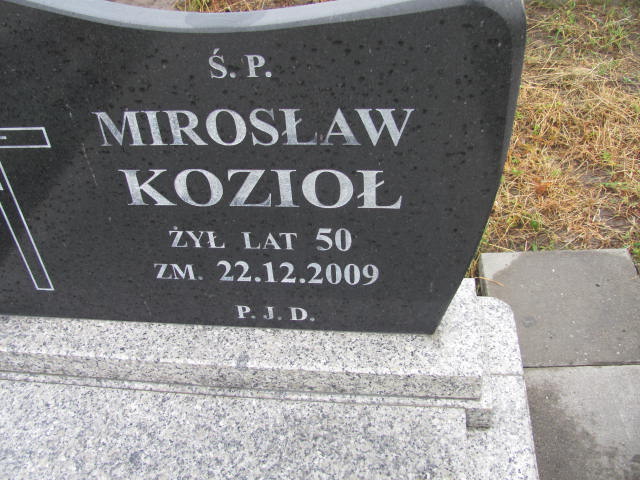 Ś. P.
MIROSŁAW
KOZIOŁ
ŻYŁ LAT 50
ZM. 22.12.2009
P. J. D.